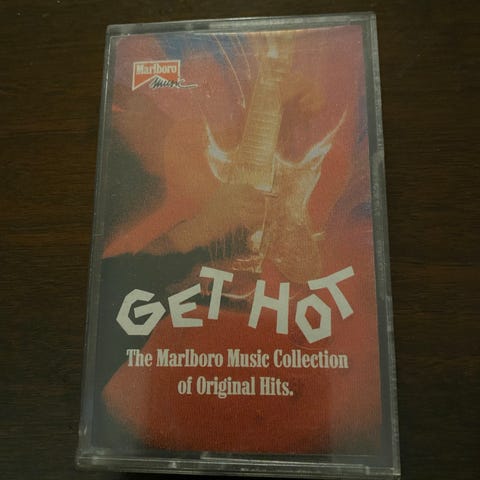 Marlboro
Music
GET HOT
The Marlboro Music Collection
of Original Hits.